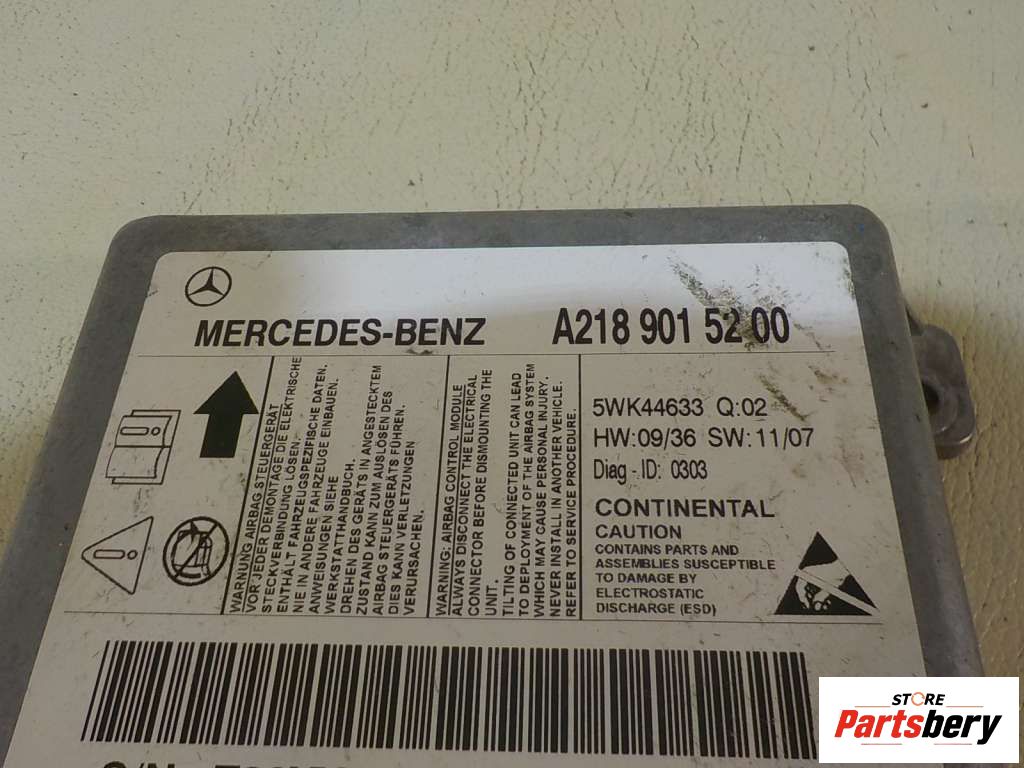 MERCEDES-BENZ
A218 901 52 00
WARNUNG AIRBAG STEUERGERÄT
VOR JEDER DEMONTAGE DIE ELEKTRISCHE
STECKVERBINDUNG LÖSEN.
ENTHÄLT FAHRZEUGSPEZIFISCHE DATEN.
NIE IN ANDERE FAHRZEUGE EINBAUEN.
ANWEISUNGEN SIEHE
WERKSTATTHANDBUCH.
DREHEN DES GERÄTS IN ANGESTECKTEM
ZUSTAND KANN ZUM AUSLÖSEN DES
AIRBAG STEUERGERÄTS FÜHREN.
DIES KANN VERLETZUNGEN
VERURSACHEN.
WARNING: AIRBAG CONTROL MODULE
ALWAYS DISCONNECT THE ELECTRICAL
CONNECTOR BEFORE DISMOUNTING THE
UNIT.
TILTING OF CONNECTED UNIT CAN LEAD
TO DEPLOYMENT OF THE AIRBAG SYSTEM
WHICH MAY CAUSE PERSONAL INJURY.
NEVER INSTALL IN ANOTHER VEHICLE.
REFER TO SERVICE PROCEDURE.
5WK44633 Q:02
HW:09/36 SW:11/07
Diag-ID: 0303
CONTINENTAL
CAUTION
CONTAINS PARTS AND
ASSEMBLIES SUSCEPTIBLE
TO DAMAGE BY
ELECTROSTATIC
DISCHARGE (ESD)
STORE
Partsbery